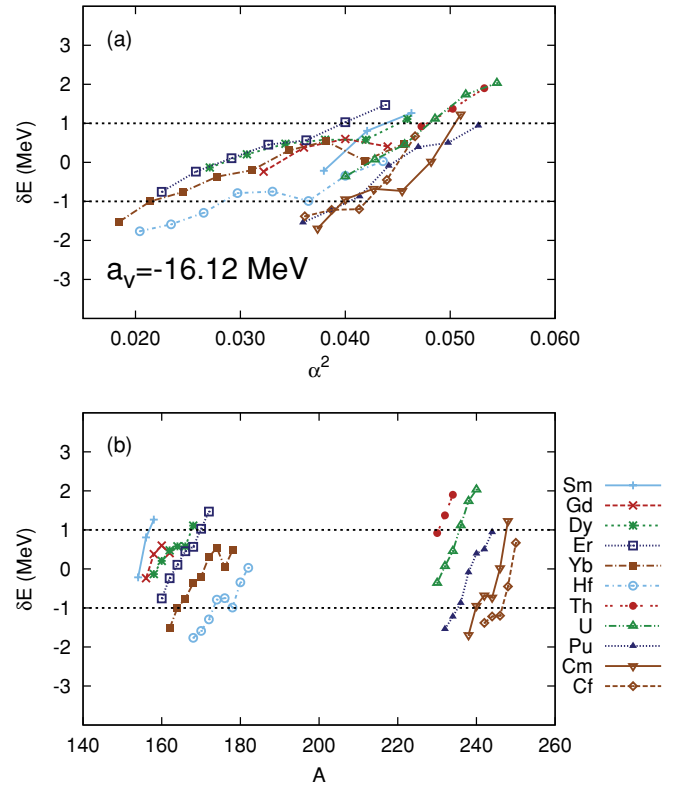 (a)
3
2
1
0
-1
-2
-3
δE (MeV)
a_v=-16.12 MeV
0.020 0.030 0.040 0.050 0.060
α²
(b)
3
2
1
0
-1
-2
-3
δE (MeV)
140 160 180 200 220 240 260
A
Sm
Gd
Dy
Er
Yb
Hf
Th
U
Pu
Cm
Cf